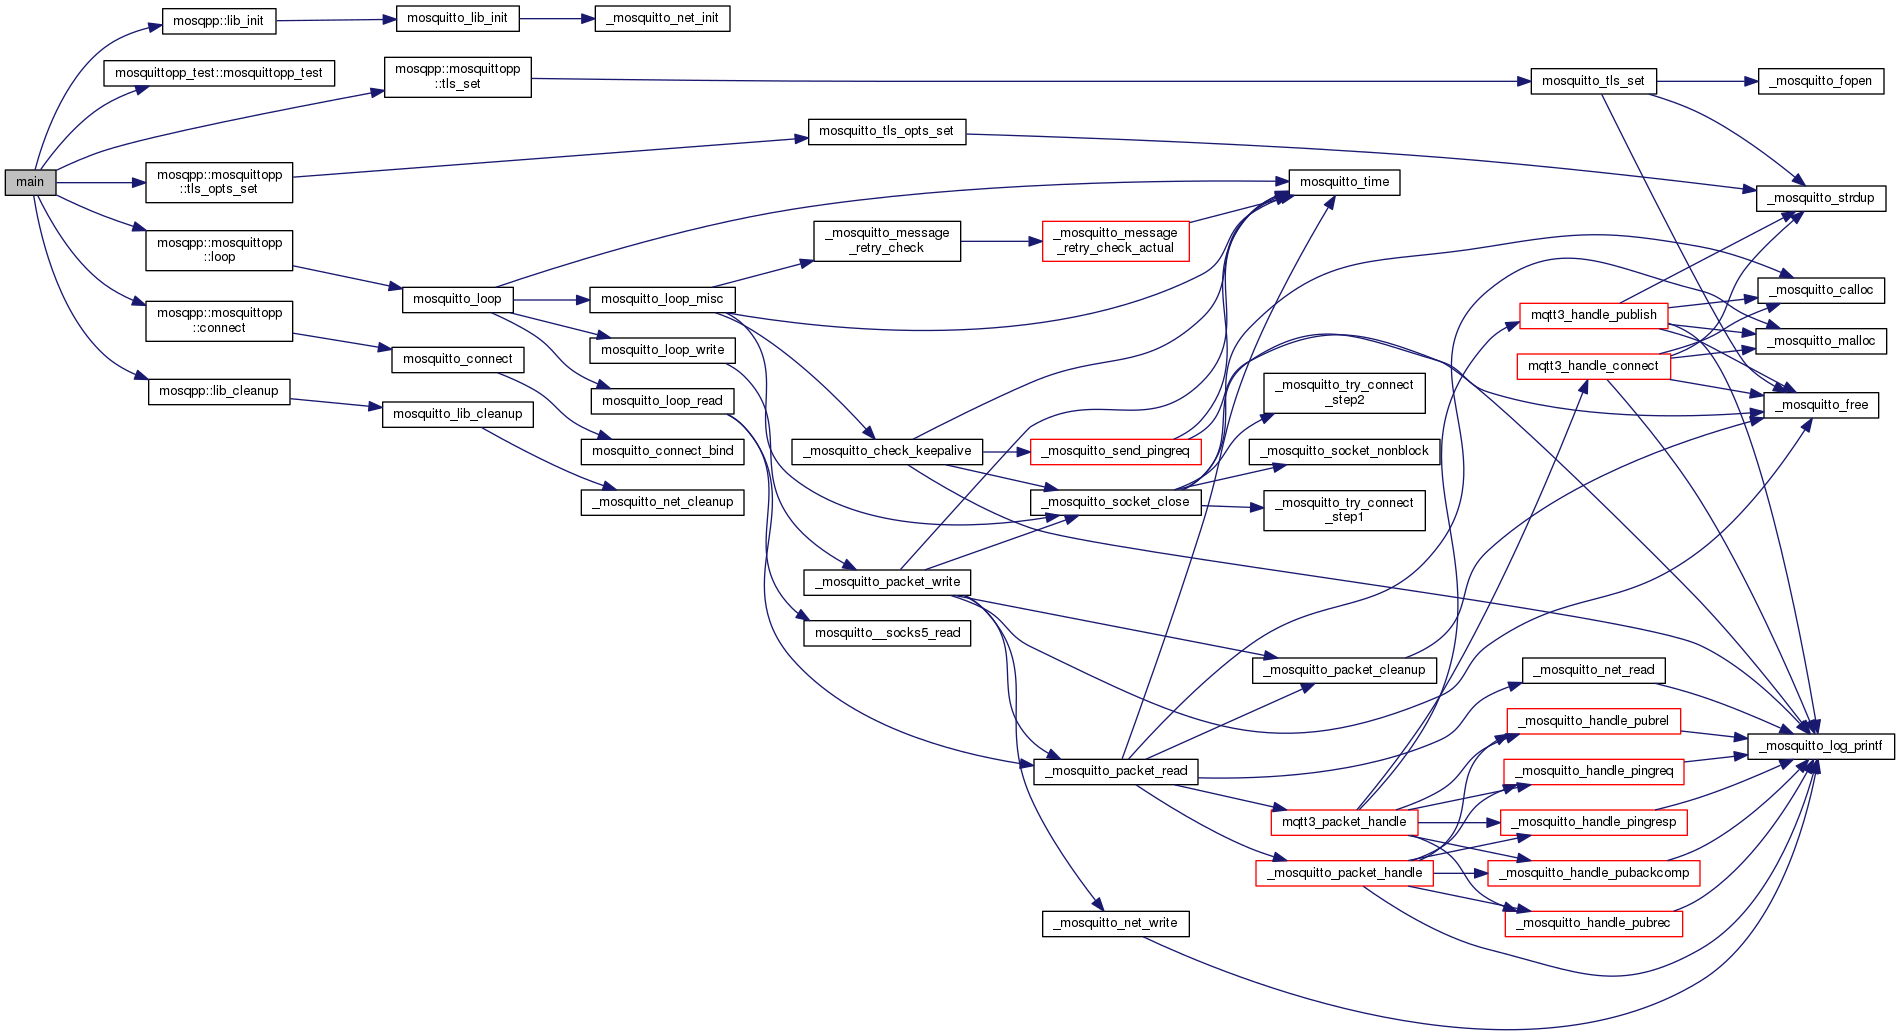 main
mosqpp::lib_init
mosquittopp_test::mosquittopp_test
mosqpp::mosquittopp
::tls_set
mosqpp::mosquittopp
::tls_opts_set
mosqpp::mosquittopp
::loop
mosqpp::mosquittopp
::connect
mosqpp::lib_cleanup
mosquitto_lib_init
_mosquitto_net_init
mosquitto_loop
mosquitto_connect
mosquitto_lib_cleanup
mosquitto_loop_misc
mosquitto_loop_write
mosquitto_loop_read
mosquitto_connect_bind
_mosquitto_net_cleanup
mosquitto_tls_opts_set
_mosquitto_message
_retry_check
_mosquitto_check_keepalive
_mosquitto_packet_write
mosquitto__socks5_read
_mosquitto_message
_retry_check_actual
_mosquitto_send_pingreq
_mosquitto_socket_close
_mosquitto_packet_read
_mosquitto_net_write
mosquitto_time
_mosquitto_try_connect
_step2
_mosquitto_socket_nonblock
_mosquitto_try_connect
_step1
_mosquitto_packet_cleanup
mqtt3_packet_handle
_mosquitto_packet_handle
mosquitto_tls_set
mqtt3_handle_publish
mqtt3_handle_connect
_mosquitto_net_read
_mosquitto_handle_pubrel
_mosquitto_handle_pingreq
_mosquitto_handle_pingresp
_mosquitto_handle_pubackcomp
_mosquitto_handle_pubrec
_mosquitto_fopen
_mosquitto_strdup
_mosquitto_calloc
_mosquitto_malloc
_mosquitto_free
_mosquitto_log_printf